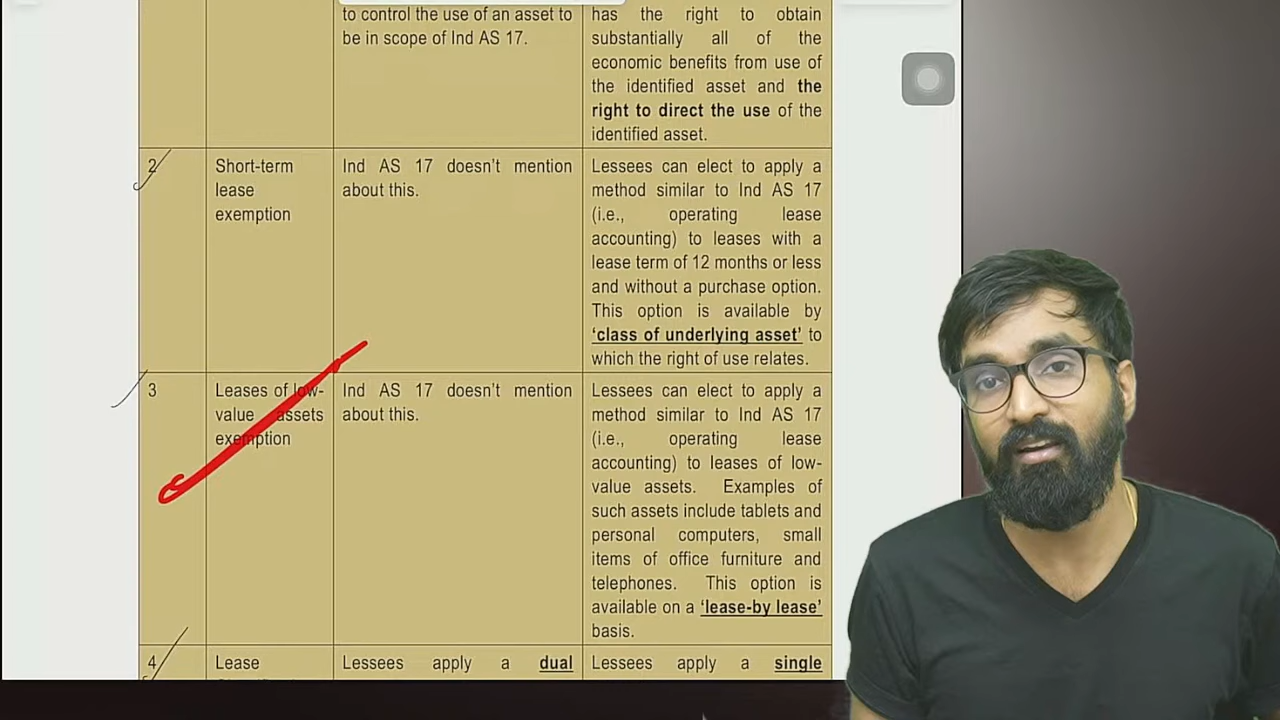 to control the use of an asset to
be in scope of Ind AS 17.
has the right to obtain
substantially all of the
economic benefits from use of
the identified asset and the
right to direct the use of the
identified asset.
2
Short-term
lease
exemption
Ind AS 17 doesn't mention
about this.
Lessees can elect to apply a
method similar to Ind AS 17
(i.e., operating lease
accounting) to leases with a
lease term of 12 months or less
and without a purchase option.
This option is available by
‘class of underlying asset’ to
which the right of use relates.
3
Leases of low-
value assets
exemption
Ind AS 17 doesn't mention
about this.
Lessees can elect to apply a
method similar to Ind AS 17
(i.e., operating lease
accounting) to leases of low-
value assets. Examples of
such assets include tablets and
personal computers, small
items of office furniture and
telephones. This option is
available on a ‘lease-by lease’
basis.
4
Lease
Lessees apply a dual
Lessees apply a single